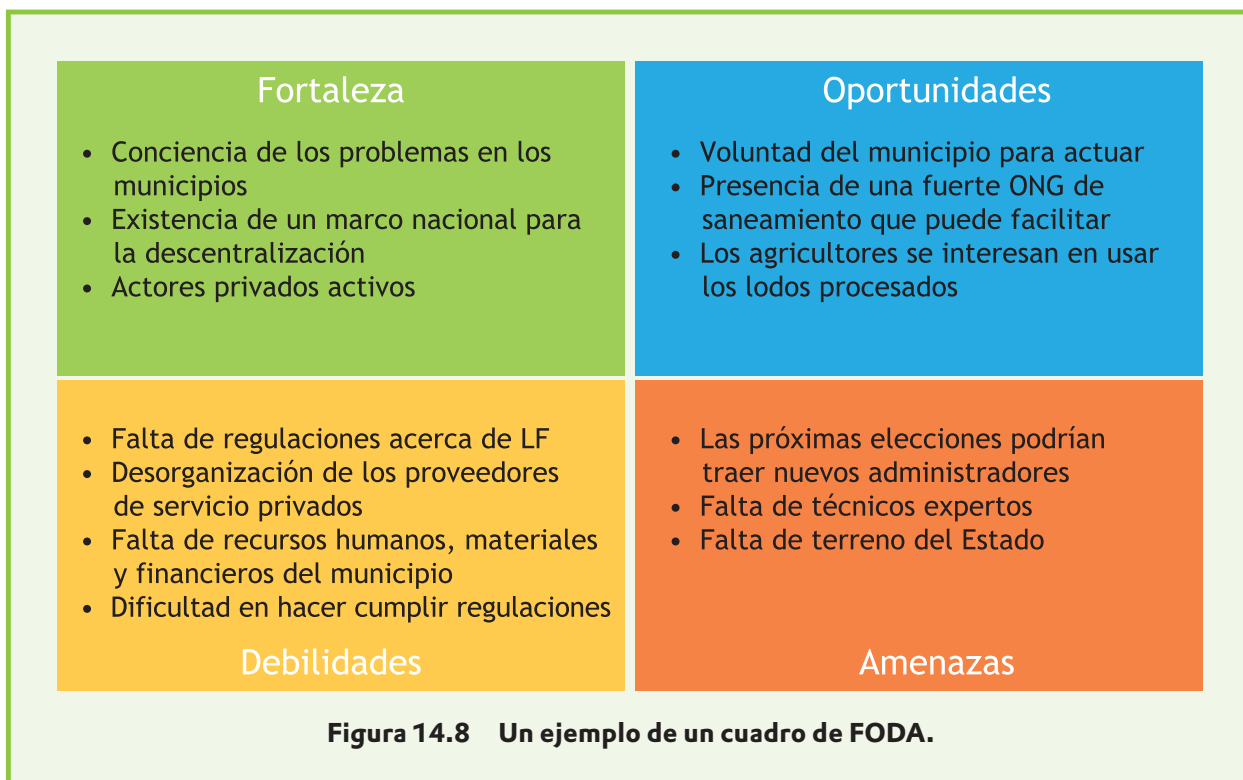 Fortaleza
• Conciencia de los problemas en los
municipios
• Existencia de un marco nacional para
la descentralización
• Actores privados activos
Oportunidades
• Voluntad del municipio para actuar
• Presencia de una fuerte ONG de
saneamiento que puede facilitar
• Los agricultores se interesan en usar
los lodos procesados
• Falta de regulaciones acerca de LF
• Desorganización de los proveedores
de servicio privados
• Falta de recursos humanos, materiales
y financieros del municipio
• Dificultad en hacer cumplir regulaciones
Debilidades
• Las próximas elecciones podrían
traer nuevos administradores
• Falta de técnicos expertos
• Falta de terreno del Estado
Amenazas
Figura 14.8 Un ejemplo de un cuadro de FODA.